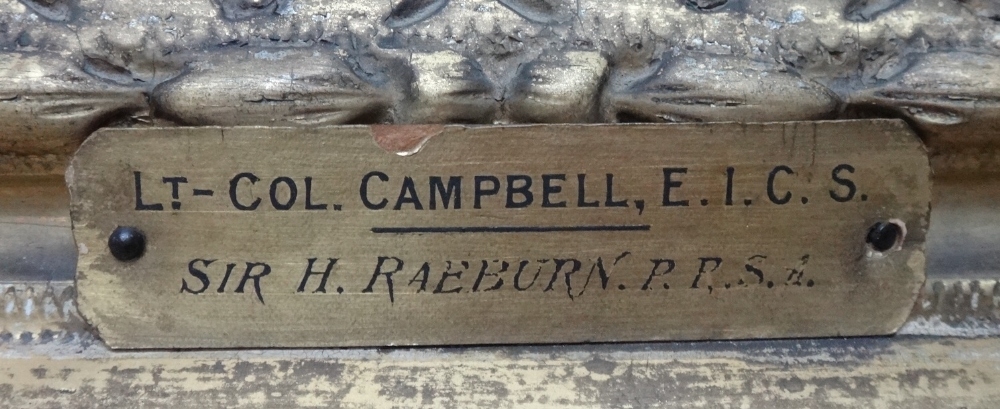 LT- COL. CAMPBELL, E. I. C. S.
SIR H. RAEBURN. P. P. S. A.